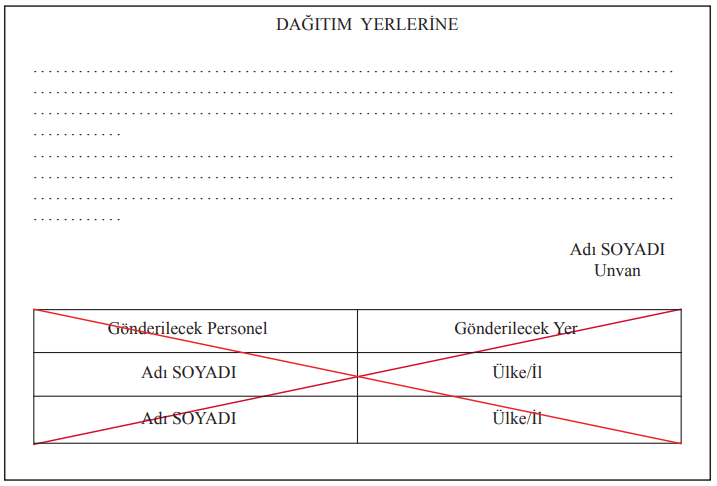 DAĞITIM YERLERİNE
. . . . . . . . . . . . . . . . . . . . . . . . . . . . . . . . . . . . . . . . . . . . . . . . . . . . . . . . . . . . . . . . . . . . . . . . . . . . . . . . . . . . .
. . . . . . . . . . . . . . . . . . . . . . . . . . . . . . . . . . . . . . . . . . . . . . . . . . . . . . . . . . . . . . . . . . . . . . . . . . . . . . . . . . . . .
. . . . . . . . . . . . . . . . . . . . . . . . . . . . . . . . . . . . . . . . . . . . . . . . . . . . . . . . . . . . . . . . . . . . . . . . . . . . . . . . . . . . .
. . . . . . . . . . . .
. . . . . . . . . . . . . . . . . . . . . . . . . . . . . . . . . . . . . . . . . . . . . . . . . . . . . . . . . . . . . . . . . . . . . . . . . . . . . . . . . . . . .
. . . . . . . . . . . . . . . . . . . . . . . . . . . . . . . . . . . . . . . . . . . . . . . . . . . . . . . . . . . . . . . . . . . . . . . . . . . . . . . . . . . . .
. . . . . . . . . . . . . . . . . . . . . . . . . . . . . . . . . . . . . . . . . . . . . . . . . . . . . . . . . . . . . . . . . . . . . . . . . . . . . . . . . . . . .
. . . . . . . . . . . .
Adı SOYADI
Unvan
Gönderilecek Personel Gönderilecek Yer
Adı SOYADI Ülke/İl
Adı SOYADI Ülke/İl